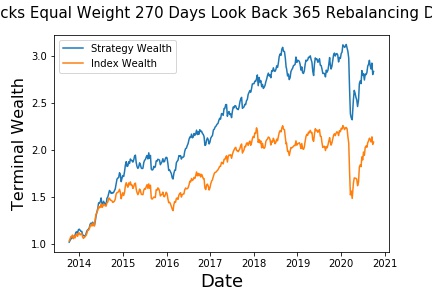 cks Equal Weight 270 Days Look Back 365 Rebalancing D
Strategy Wealth
Index Wealth
Terminal Wealth
3.0
2.5
2.0
1.5
1.0
2014 2015 2016 2017 2018 2019 2020 2021
Date